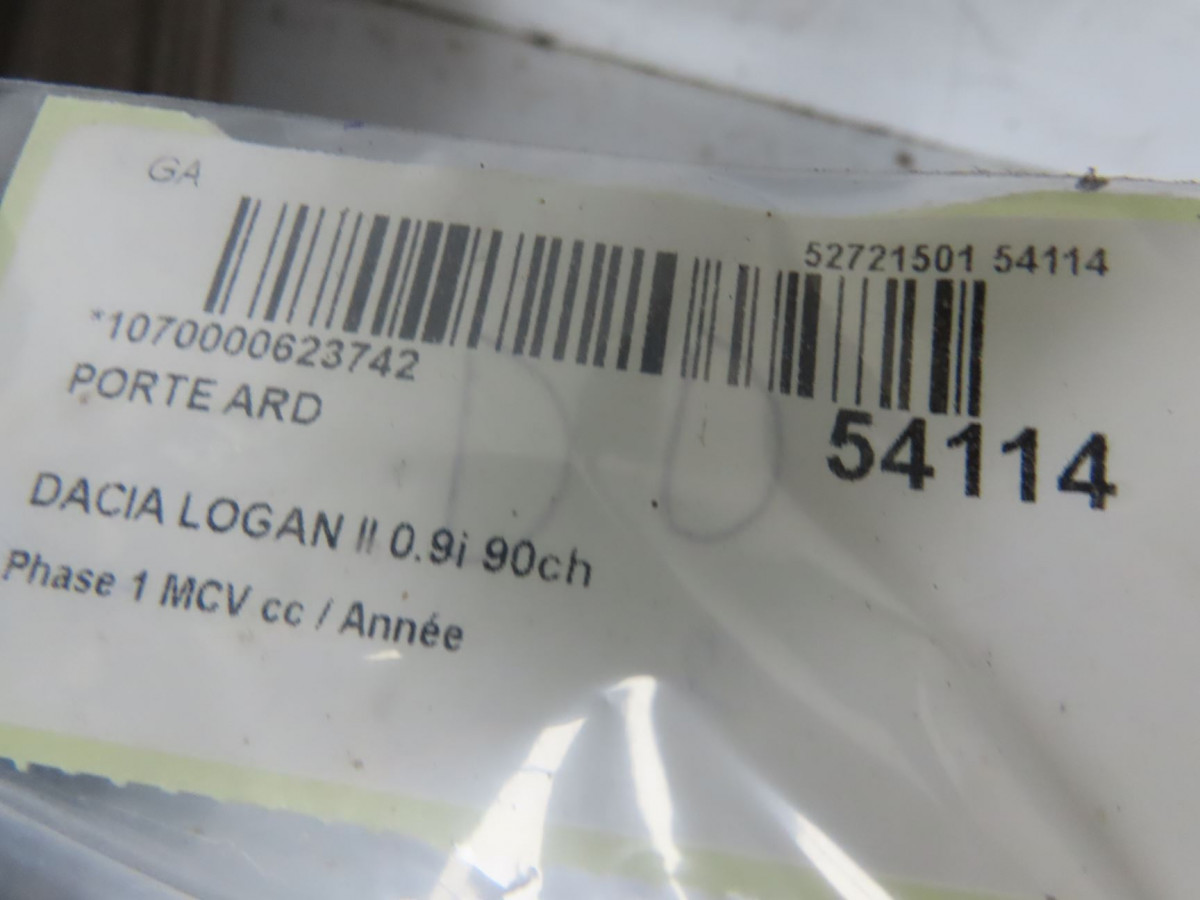 GA
52721501 54114
*1070000623742
PORTE ARD
54114
DACIA LOGAN II 0.9i 90ch
Phase 1 MCV cc / Année